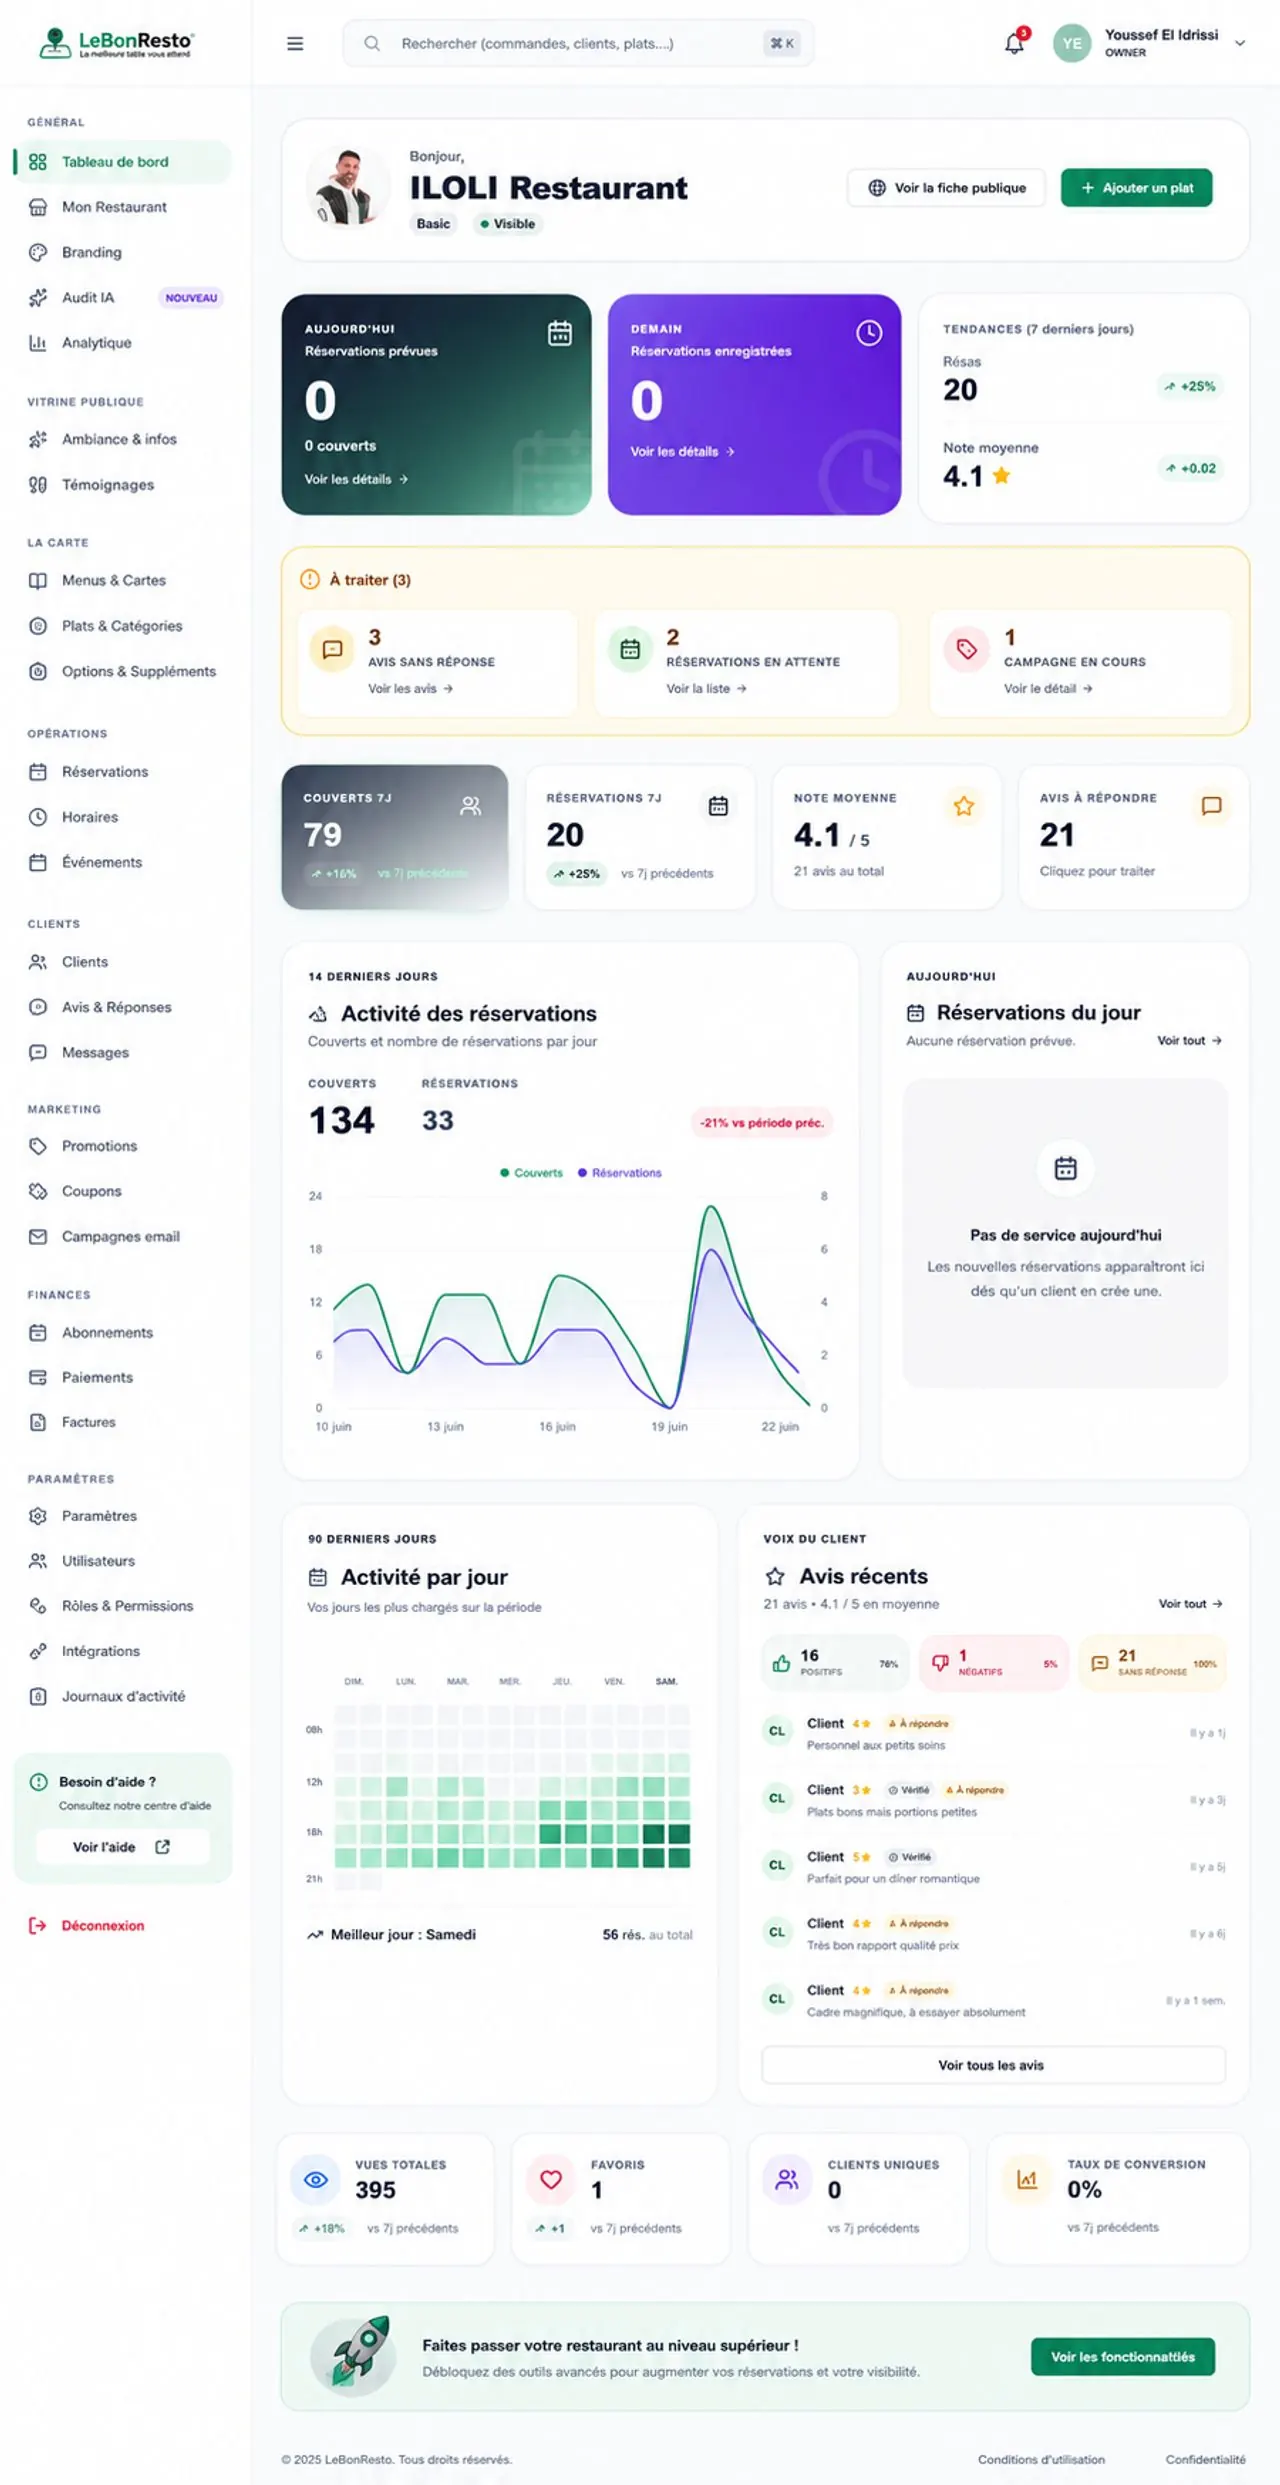 LeBonResto
La meilleure table vous attend
Rechercher (commandes, clients, plats....)
⌘ K
3
YE
Youssef El Idrissi
OWNER
GÉNÉRAL
Tableau de bord
Mon Restaurant
Branding
Audit IA
NOUVEAU
Analytique
VITRINE PUBLIQUE
Ambiance & infos
Témoignages
LA CARTE
Menus & Cartes
Plats & Catégories
Options & Suppléments
OPÉRATIONS
Réservations
Horaires
Événements
CLIENTS
Clients
Avis & Réponses
Messages
MARKETING
Promotions
Coupons
Campagnes email
FINANCES
Abonnements
Paiements
Factures
PARAMÈTRES
Paramètres
Utilisateurs
Rôles & Permissions
Intégrations
Journaux d'activité
Besoin d'aide ?
Consultez notre centre d'aide
Voir l'aide
Déconnexion
Bonjour,
ILOLI Restaurant
Basic
Visible
Voir la fiche publique
+ Ajouter un plat
AUJOURD'HUI
Réservations prévues
0
0 couverts
Voir les détails →
DEMAIN
Réservations enregistrées
0
Voir les détails →
TENDANCES (7 derniers jours)
Résas
20
+25%
Note moyenne
4.1
+0.02
À traiter (3)
3
AVIS SANS RÉPONSE
Voir les avis →
2
RÉSERVATIONS EN ATTENTE
Voir la liste →
1
CAMPAGNE EN COURS
Voir le détail →
COUVERTS 7J
79
+16% vs 7j précédents
RÉSERVATIONS 7J
20
+25% vs 7j précédents
NOTE MOYENNE
4.1 / 5
21 avis au total
AVIS À RÉPONDRE
21
Cliquez pour traiter
14 DERNIERS JOURS
Activité des réservations
Couverts et nombre de réservations par jour
COUVERTS
134
RÉSERVATIONS
33
-21% vs période préc.
Couverts
Réservations
24
18
12
6
0
8
6
4
2
0
10 juin
13 juin
16 juin
19 juin
22 juin
AUJOURD'HUI
Réservations du jour
Aucune réservation prévue.
Voir tout →
Pas de service aujourd'hui
Les nouvelles réservations apparaîtront ici
dés qu'un client en crée une.
90 DERNIERS JOURS
Activité par jour
Vos jours les plus chargés sur la période
DIM. LUN. MAR. MER. JEU. VEN. SAM.
08h
12h
18h
21h
Meilleur jour : Samedi
56 rés. au total
VOIX DU CLIENT
Avis récents
21 avis • 4.1 / 5 en moyenne
Voir tout →
16
POSITIFS
76%
1
NÉGATIFS
5%
21
SANS RÉPONSE
100%
CL
Client 4 À répondre
Personnel aux petits soins
Il y a 1j
CL
Client 3 Vérifié À répondre
Plats bons mais portions petites
Il y a 3j
CL
Client 5 Vérifié
Parfait pour un dîner romantique
Il y a 5j
CL
Client 4 À répondre
Très bon rapport qualité prix
Il y a 6j
CL
Client 4 À répondre
Cadre magnifique, à essayer absolument
Il y a 1 sem.
Voir tous les avis
VUES TOTALES
395
+18% vs 7j précédents
FAVORIS
1
+1 vs 7j précédents
CLIENTS UNIQUES
0
vs 7j précédents
TAUX DE CONVERSION
0%
vs 7j précédents
Faites passer votre restaurant au niveau supérieur !
Débloquez des outils avancés pour augmenter vos réservations et votre visibilité.
Voir les fonctionnattiés
© 2025 LeBonResto. Tous droits réservés.
Conditions d'utilisation
Confidentialité